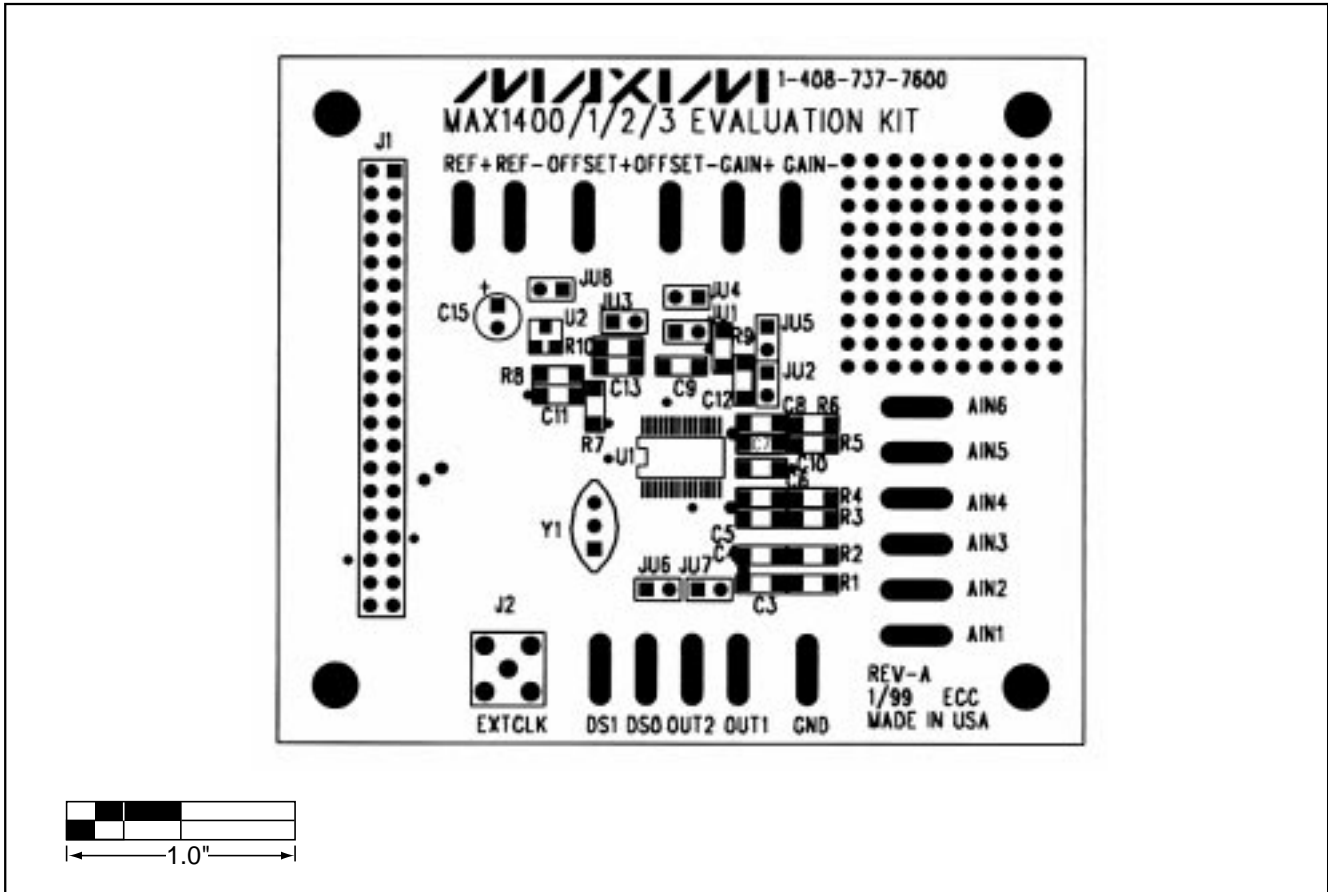 MAXIM 1-408-737-7600
MAX1400/1/2/3 EVALUATION KIT
J1
REF+ REF- OFFSET+ OFFSET- GAIN+ GAIN-
JU8
JU4
+
C15
JU3
U2
JU1
JU5
R10
R9
R8
C13
C9
JU2
C11
C12
AIN6
C8 R6
R7
U1
R5
AIN5
C10
C6
R4
AIN4
R3
Y1
C5
C4
AIN3
R2
JU6 JU7
R1
AIN2
C3
J2
AIN1
REV-A
1/99 ECC
MADE IN USA
EXTCLK DS1 DS0 OUT2 OUT1 GND
1.0"